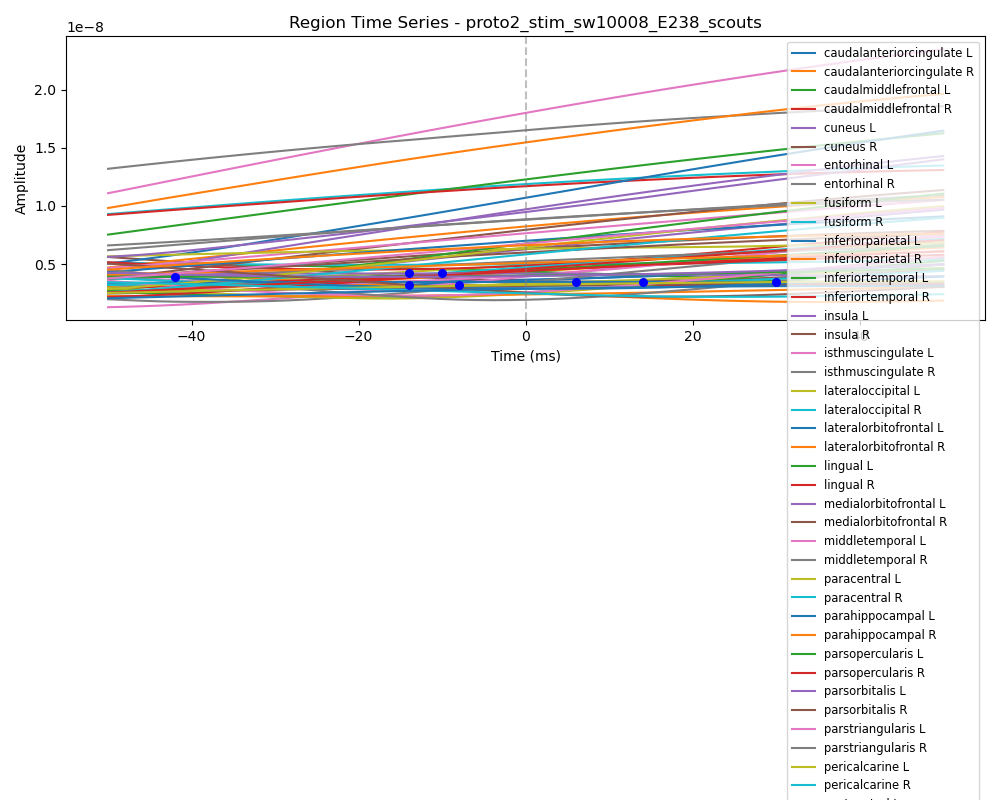 Region Time Series - proto2_stim_sw10008_E238_scouts
1e−8
2.0
1.5
1.0
0.5
Amplitude
−40
−20
0
20
Time (ms)
caudalanteriorcingulate L
caudalanteriorcingulate R
caudalmiddlefrontal L
caudalmiddlefrontal R
cuneus L
cuneus R
entorhinal L
entorhinal R
fusiform L
fusiform R
inferiorparietal L
inferiorparietal R
inferiortemporal L
inferiortemporal R
insula L
insula R
isthmuscingulate L
isthmuscingulate R
lateraloccipital L
lateraloccipital R
lateralorbitofrontal L
lateralorbitofrontal R
lingual L
lingual R
medialorbitofrontal L
medialorbitofrontal R
middletemporal L
middletemporal R
paracentral L
paracentral R
parahippocampal L
parahippocampal R
parsopercularis L
parsopercularis R
parsorbitalis L
parsorbitalis R
parstriangularis L
parstriangularis R
pericalcarine L
pericalcarine R